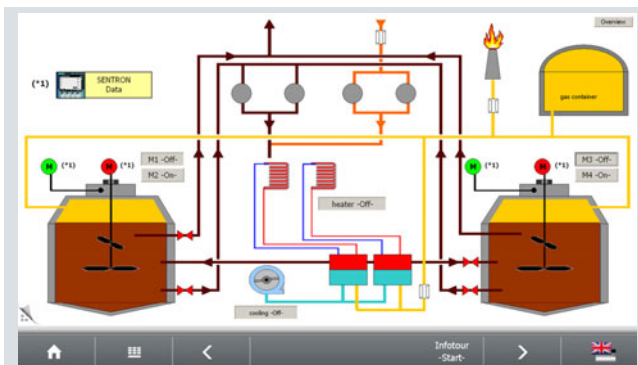 Overview
(*1)
SENTRON
Data
gas container
M (*1) M (*1)
M1 -Off-
M2 -On-
M (*1) M (*1)
M3 -Off-
M4 -On-
heater -Off-
cooling -Off-
Infotour
-Start-